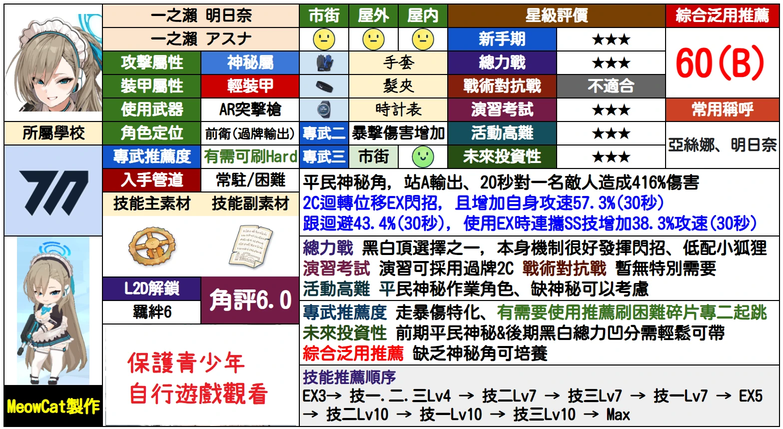 一之瀨 明日奈
一之瀨 アスナ
市街 屋外 屋內
星級評價
綜合泛用推薦
60(B)
攻擊屬性 神秘屬
裝甲屬性 輕裝甲
使用武器 AR突擊槍
角色定位 前衛(過牌輸出)
專武推薦度 有需可刷Hard
入手管道 常駐/困難
手套
髮夾
時計表
專武二 暴擊傷害增加
專武三 市街
新手期 ★★★
總力戰 ★★★
戰術對抗戰 不適合
演習考試 ★★★
活動高難 ★★★
未來投資性 ★★★
常用稱呼
亞絲娜、明日奈
所屬學校
技能主素材 技能副素材
L2D解鎖
羈絆6
角評6.0
平民神秘角，站A輸出、20秒對一名敵人造成416%傷害
2C迴轉位移EX閃招，且增加自身攻速57.3%(30秒)
跟迴避43.4%(30秒)，使用EX時連攜SS技增加38.3%攻速(30秒)
總力戰 黑白頂選擇之一，本身機制很好發揮閃招、低配小狐狸
演習考試 演習可採用過牌2C 戰術對抗戰 暫無特別需要
活動高難 平民神秘作業角色、缺神秘可以考慮
專武推薦度 走暴傷特化、有需要使用推薦刷困難碎片專二起跳
未來投資性 前期平民神秘&後期黑白總力凹分需輕鬆可帶
綜合泛用推薦 缺乏神秘角可培養
保護青少年
自行遊戲觀看
MeowCat製作
技能推薦順序
EX3→ 技一.二.三Lv4 → 技二Lv7 → 技三Lv7 → 技一Lv7 → EX5
→ 技二Lv10 → 技一Lv10 → 技三Lv10 → Max